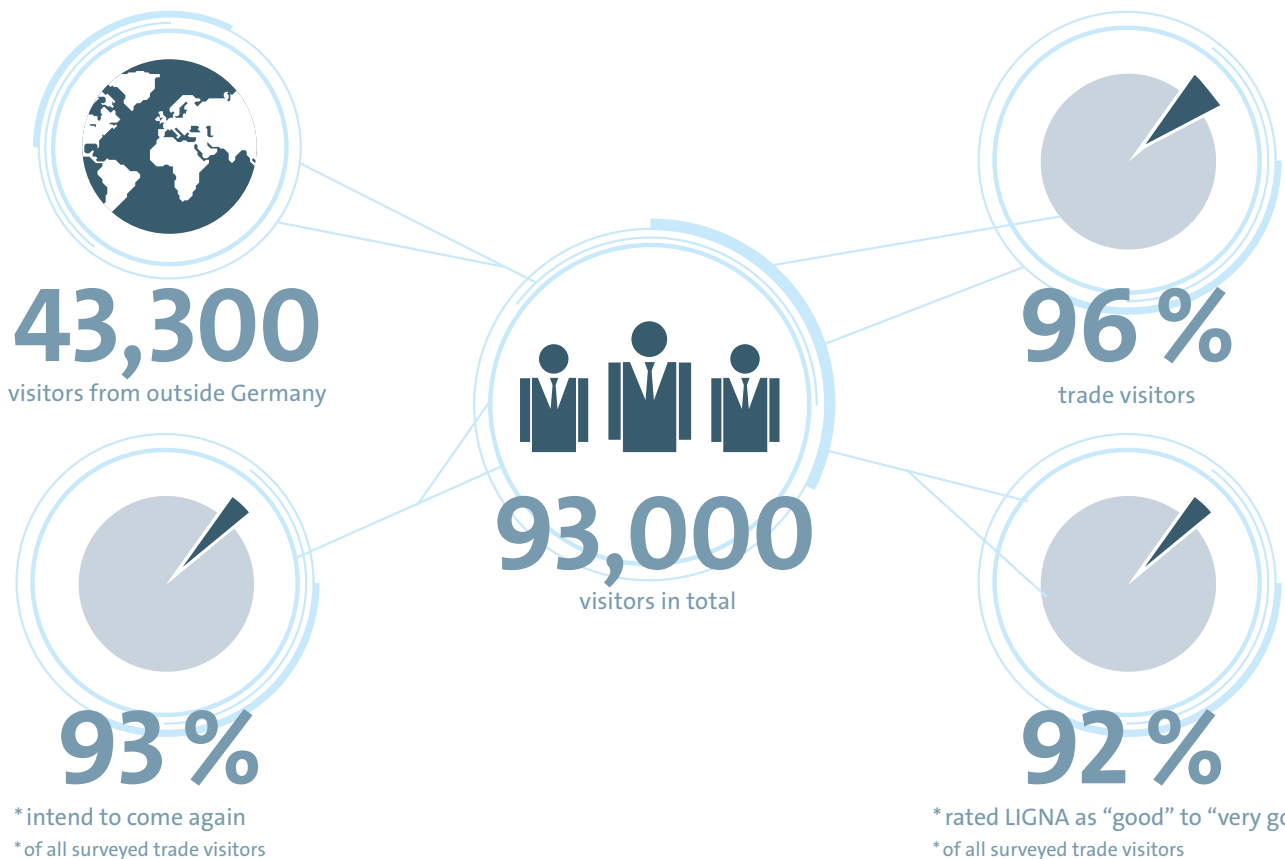 43,300
visitors from outside Germany
96 %
trade visitors
93,000
visitors in total
93 %
* intend to come again
* of all surveyed trade visitors
92 %
* rated LIGNA as “good” to “very
* of all surveyed trade visitors